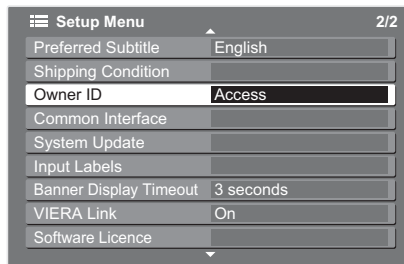 Setup Menu 2/2
Preferred Subtitle English
Shipping Condition
Owner ID Access
Common Interface
System Update
Input Labels
Banner Display Timeout 3 seconds
VIERA Link On
Software Licence